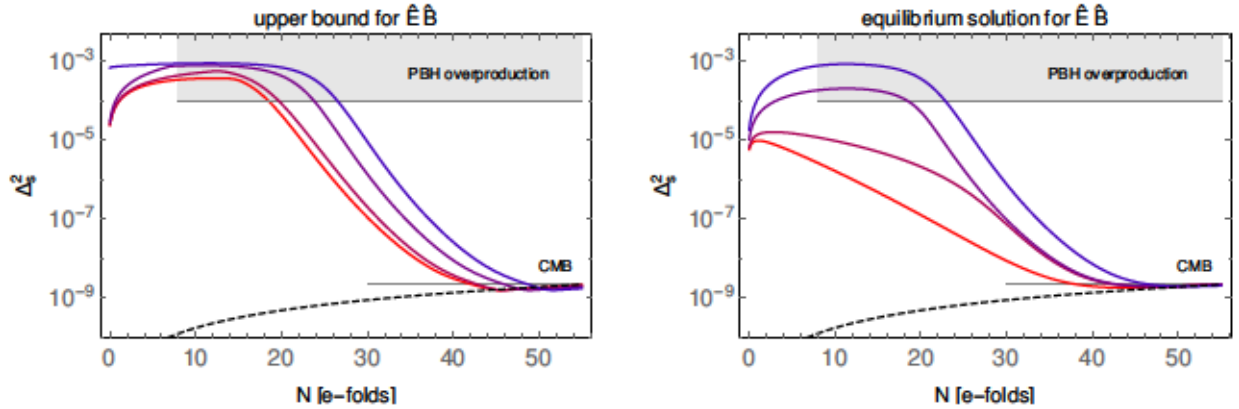 upper bound for Ê B̂
10⁻³
10⁻⁵
10⁻⁷
10⁻⁹
Δ²ₛ
PBH overproduction
CMB
0 10 20 30 40 50
N [e-folds]
equilibrium solution for Ê B̂
10⁻³
10⁻⁵
10⁻⁷
10⁻⁹
Δ²ₛ
PBH overproduction
CMB
0 10 20 30 40 50
N [e-folds]